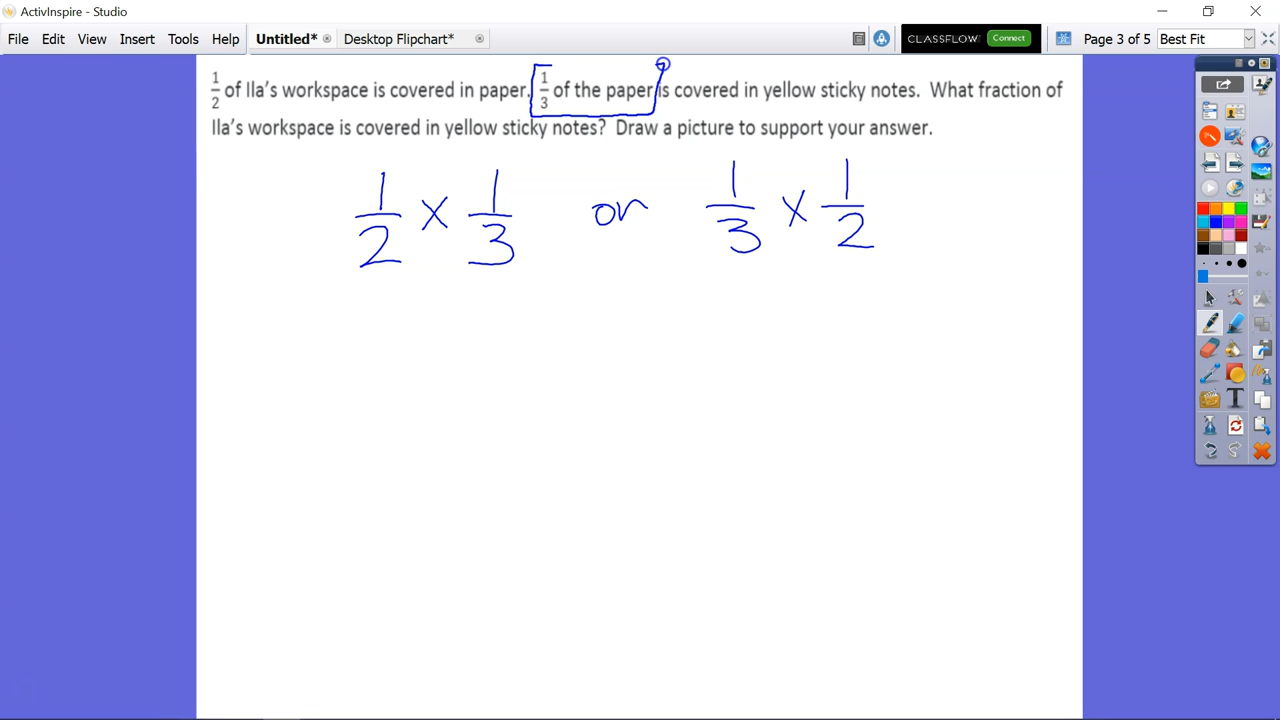 ActivInspire - Studio
File Edit View Insert Tools Help Untitled* Desktop Flipchart* CLASSFLOW Connect Page 3 of 5 Best Fit
1/2 of Ila's workspace is covered in paper. 1/3 of the paper is covered in yellow sticky notes. What fraction of
Ila's workspace is covered in yellow sticky notes? Draw a picture to support your answer.
1/2 x 1/3 or 1/3 x 1/2